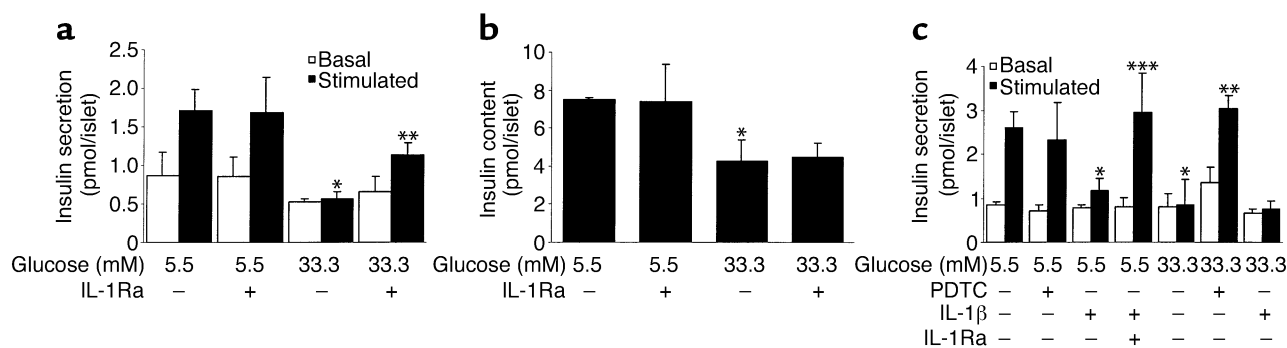 a
Insulin secretion
(pmol/islet)
2.5
2.0
1.5
1.0
0.5
0
Basal
Stimulated
*
**
Glucose (mM) 5.5 5.5 33.3 33.3
IL-1Ra – + – +
b
Insulin content
(pmol/islet)
10
8
6
4
2
0
*
Glucose (mM) 5.5 5.5 33.3 33.3
IL-1Ra – + – +
c
Insulin secretion
(pmol/islet)
4
3
2
1
0
Basal
Stimulated
*
***
*
**
Glucose (mM) 5.5 5.5 5.5 5.5 33.3 33.3 33.3
PDTC – + – – – + –
IL-1β – – + + – – +
IL-1Ra – – – + – – –